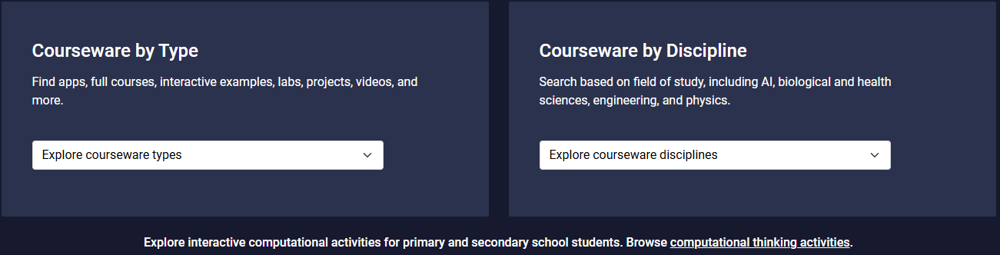 Courseware by Type
Find apps, full courses, interactive examples, labs, projects, videos, and
more.
Explore courseware types
Courseware by Discipline
Search based on field of study, including AI, biological and health
sciences, engineering, and physics.
Explore courseware disciplines
Explore interactive computational activities for primary and secondary school students. Browse computational thinking activities.